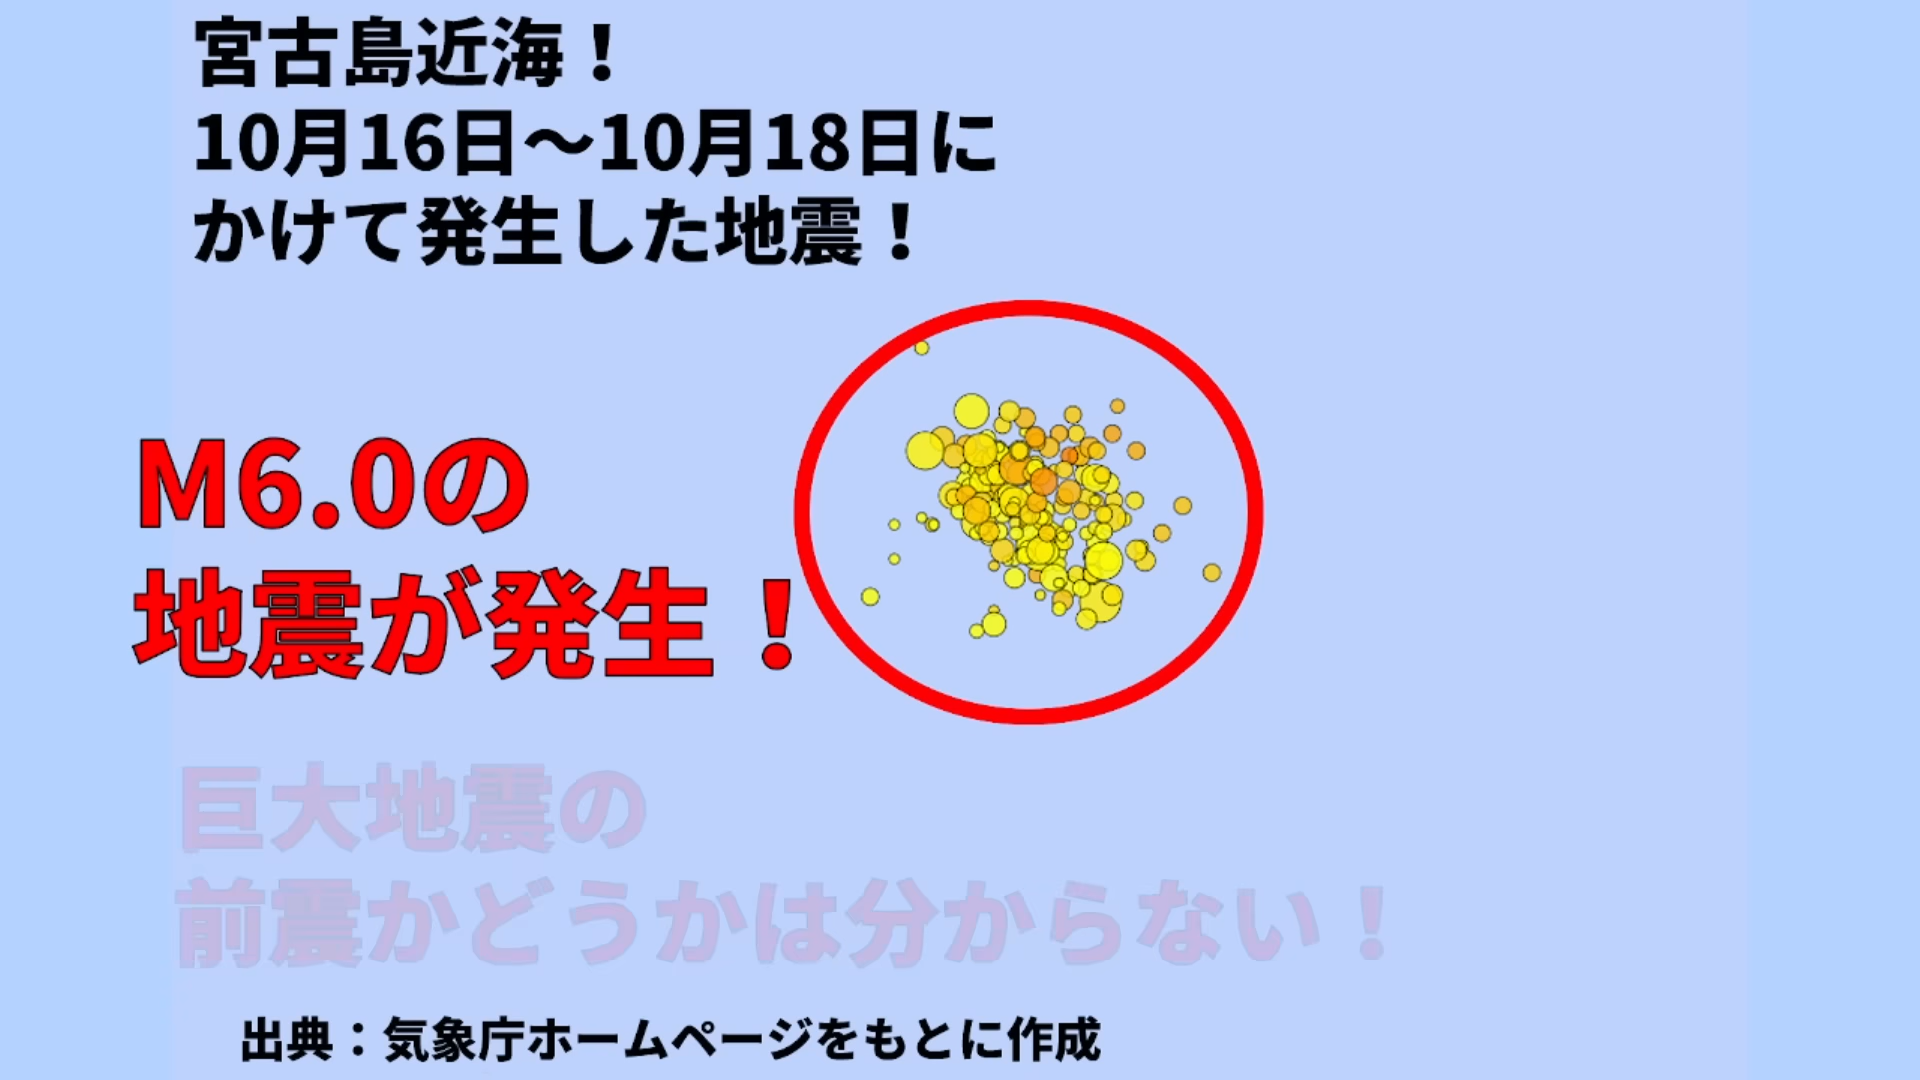 宮古島近海！
10月16日～10月18日に
かけて発生した地震！
M6.0の
地震が発生！
巨大地震の
前震かどうかは分からない！
出典：気象庁ホームページをもとに作成